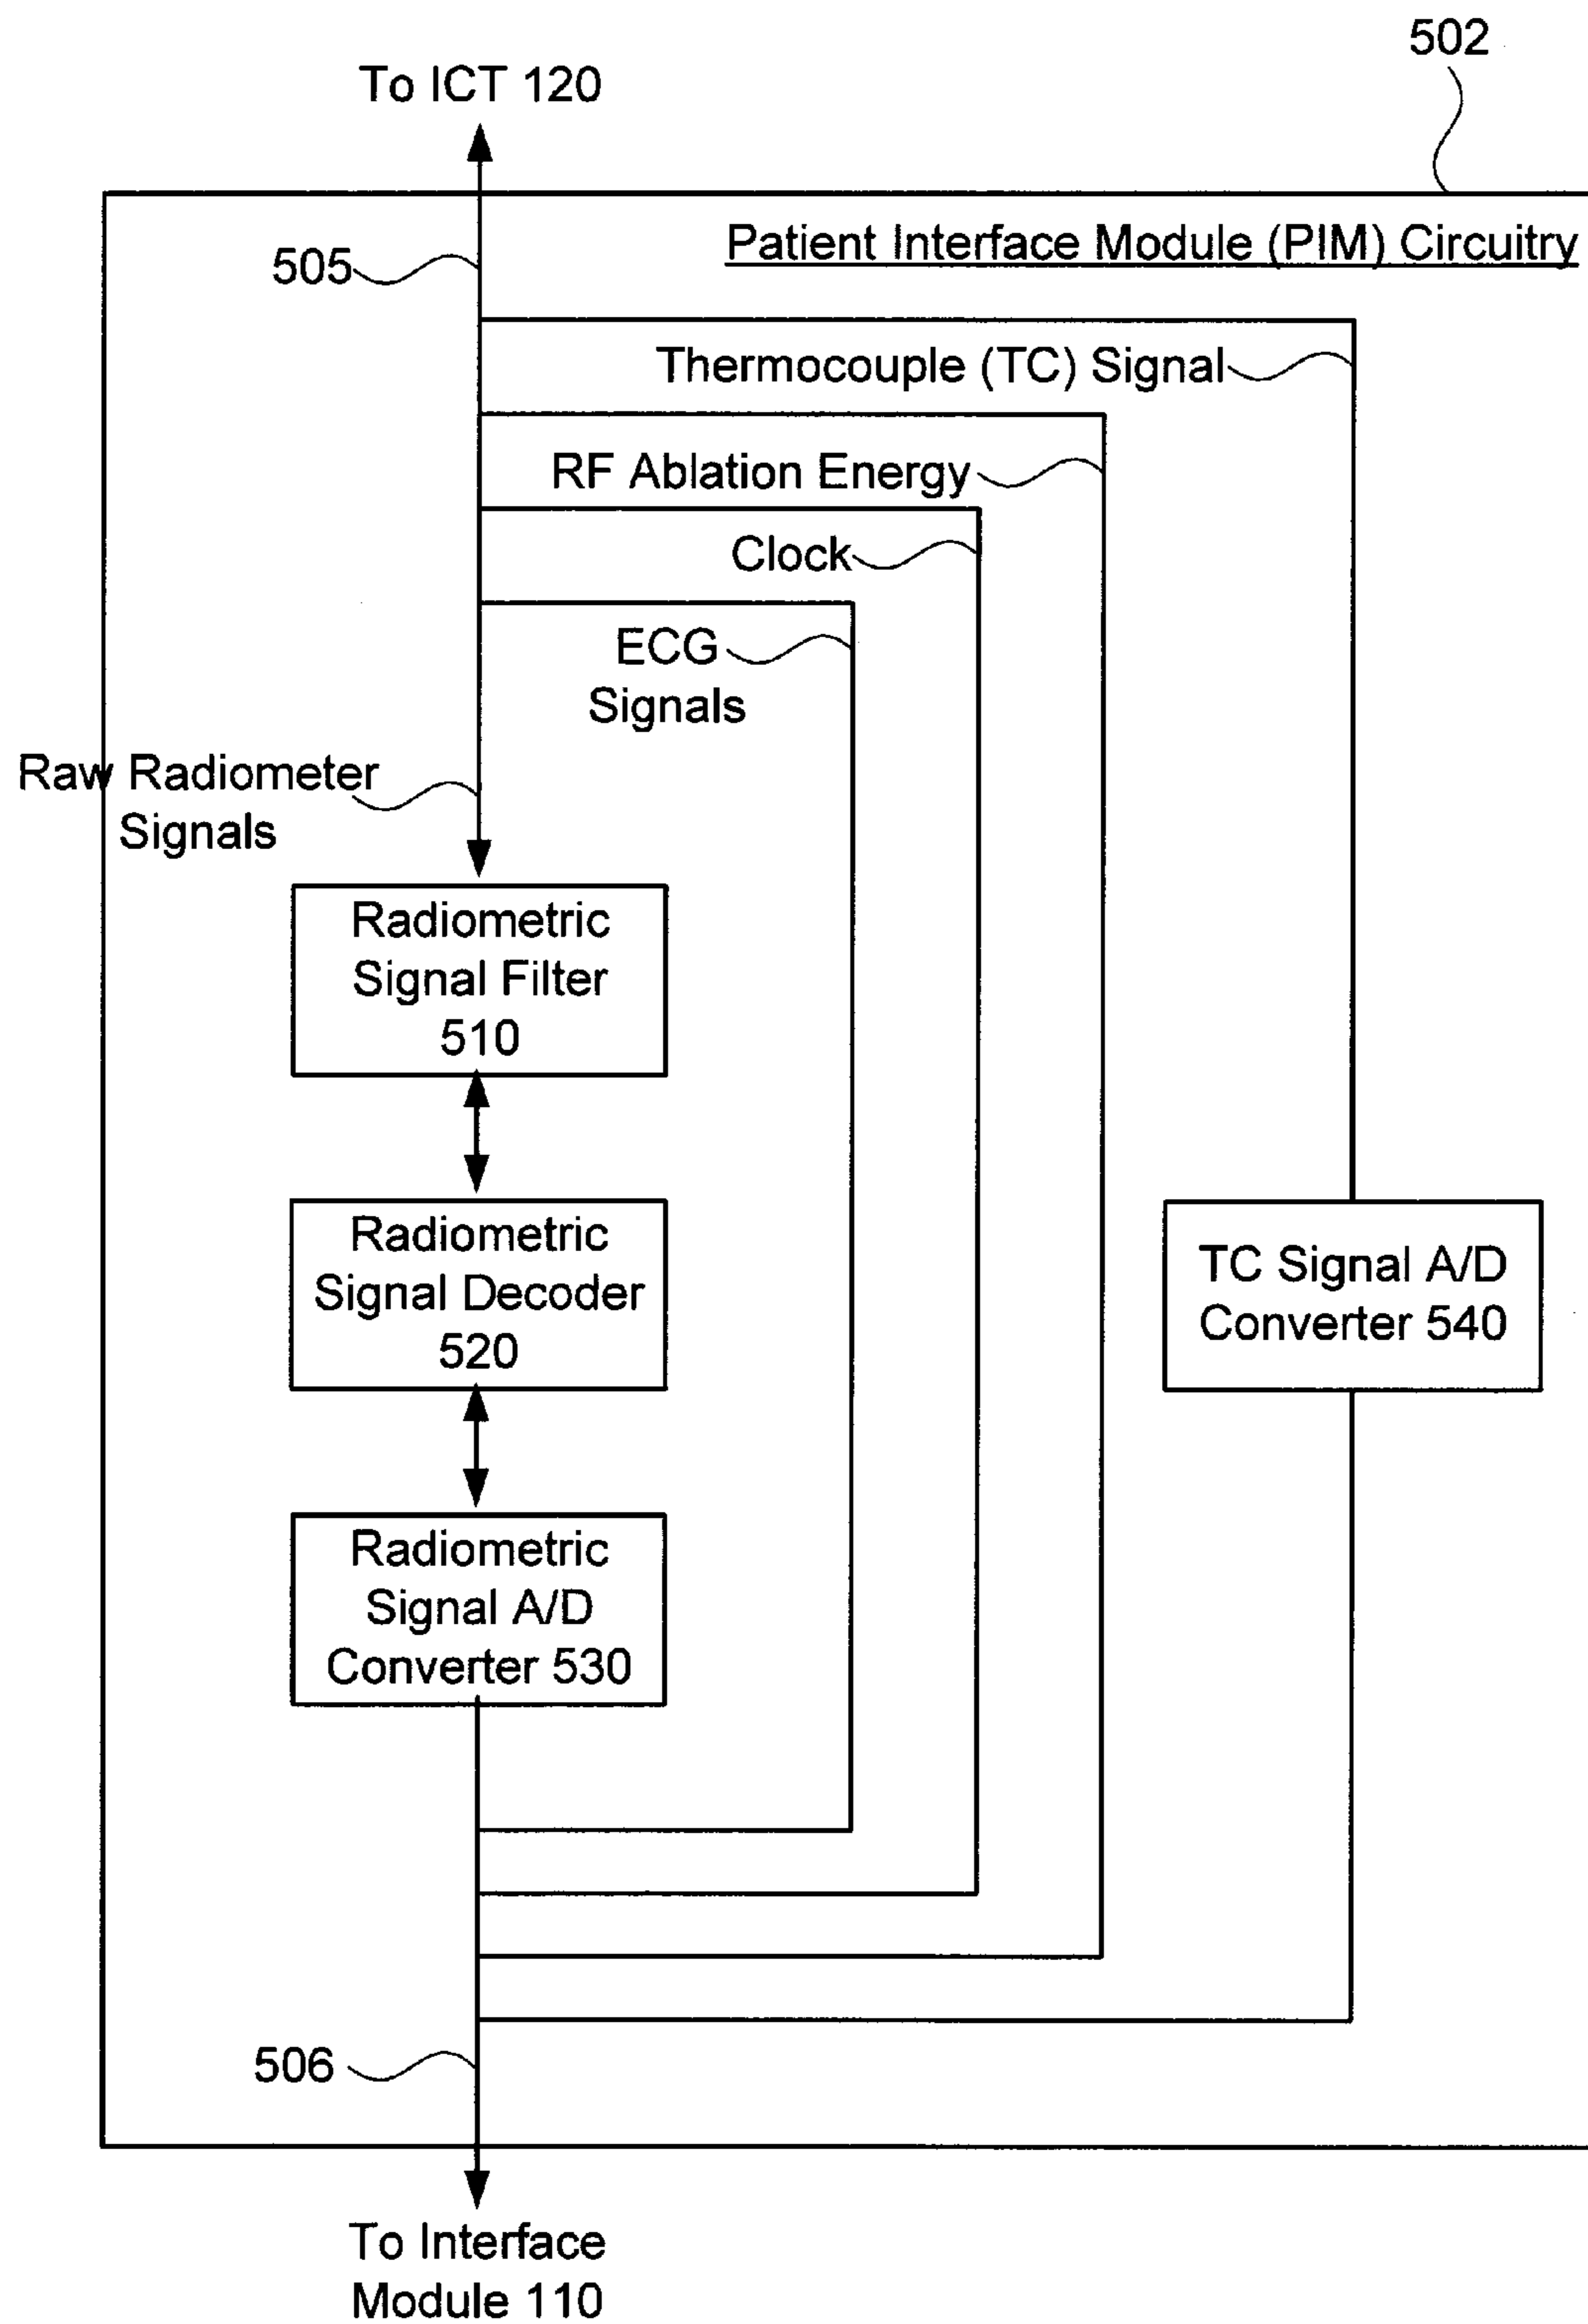 502
To ICT 120
Patient Interface Module (PIM) Circuitry
505
Thermocouple (TC) Signal
RF Ablation Energy
Clock
ECG
Signals
Raw Radiometer
Signals
Radiometric
Signal Filter
510
Radiometric
Signal Decoder
520
TC Signal A/D
Converter 540
Radiometric
Signal A/D
Converter 530
506
To Interface
Module 110